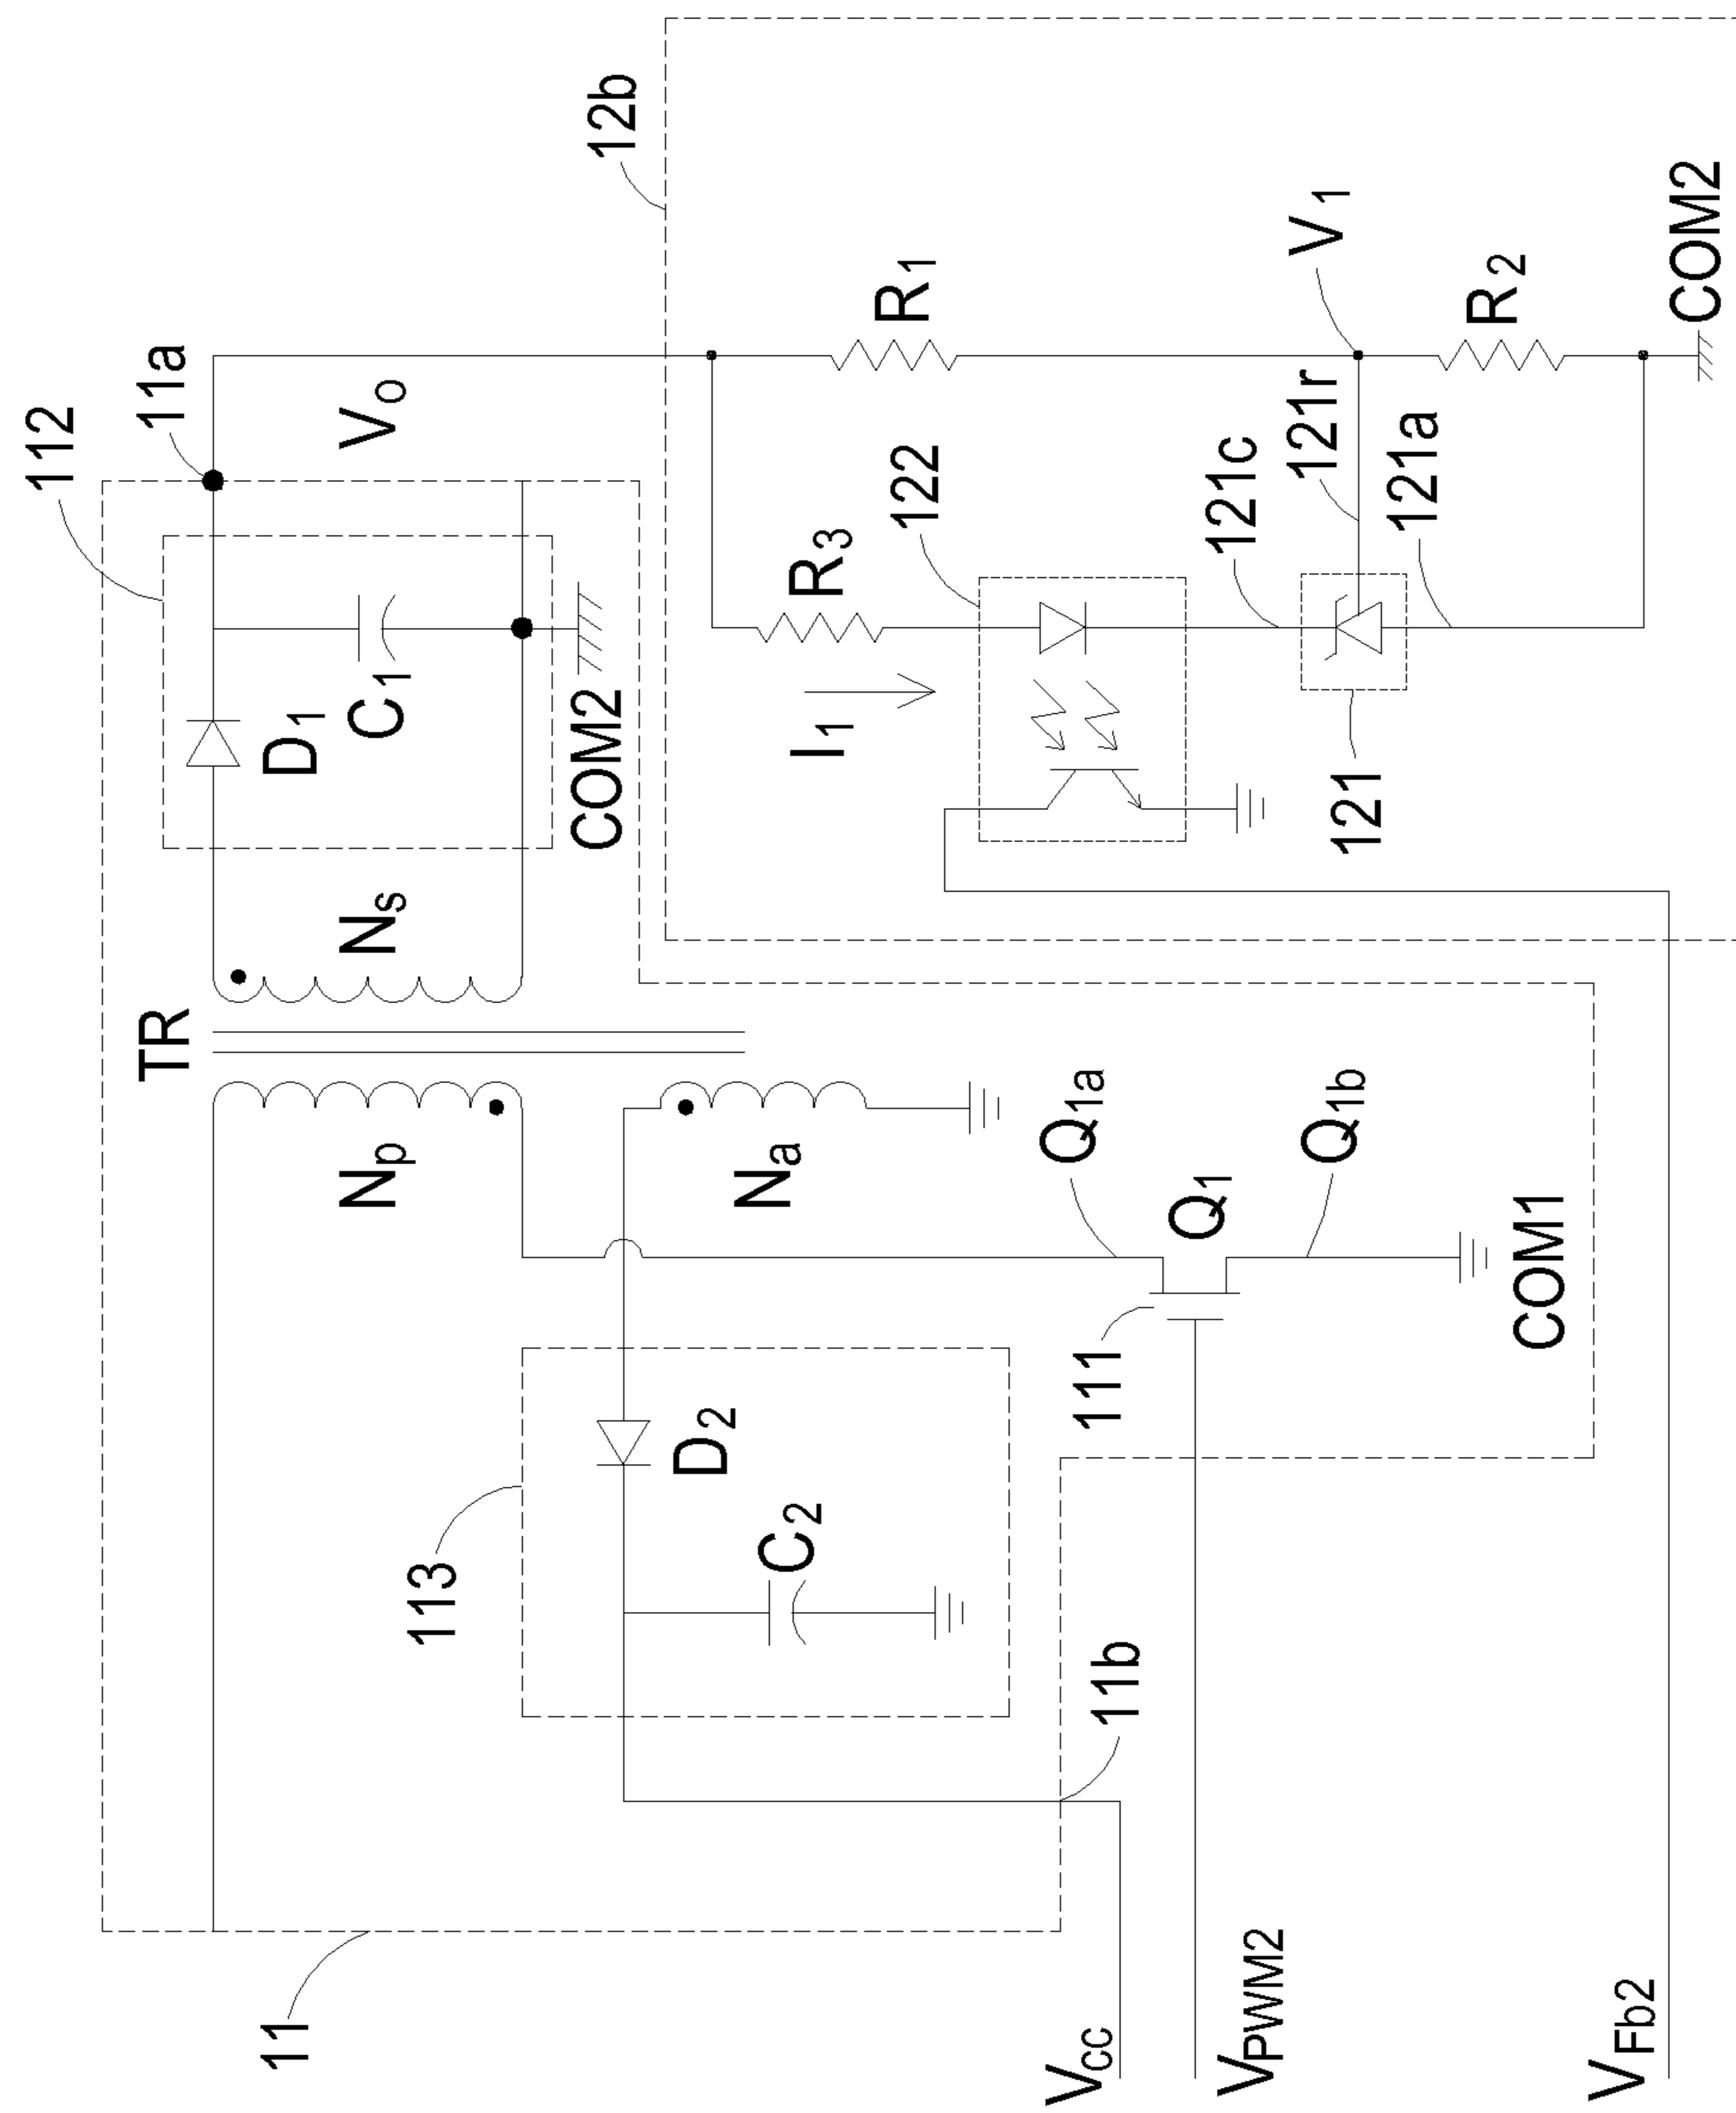 112
11a
TR
Np
Ns
D1
C1
Vo
COM2
12b
11
113
D2
C2
Na
11b
111
Q1a
Q1
Q1b
COM1
R3
R1
I1
122
121c
121r
V1
121
121a
R2
COM2
Vcc
VPWM2
VFb2